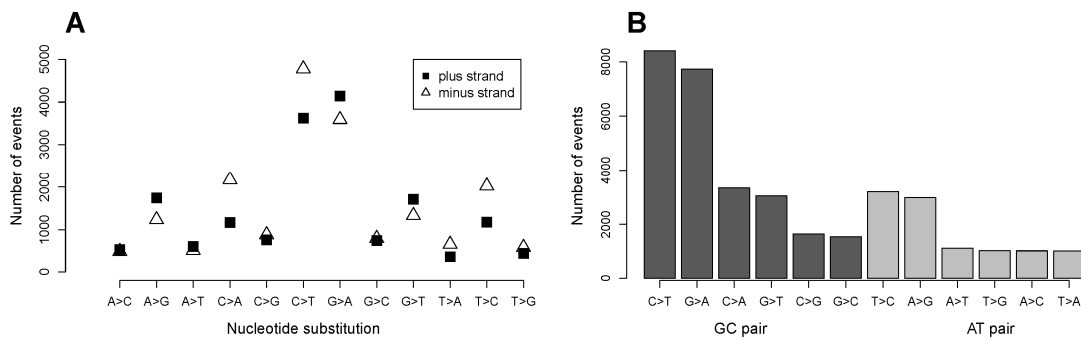 A
Number of events
5000
4000
3000
2000
1000
0
plus strand
minus strand
A>C A>G A>T C>A C>G C>T G>A G>C G>T T>A T>C T>G
Nucleotide substitution
B
Number of events
8000
6000
4000
2000
0
C>T G>A C>A G>T C>G G>C T>C A>G A>T T>G A>C T>A
GC pair AT pair